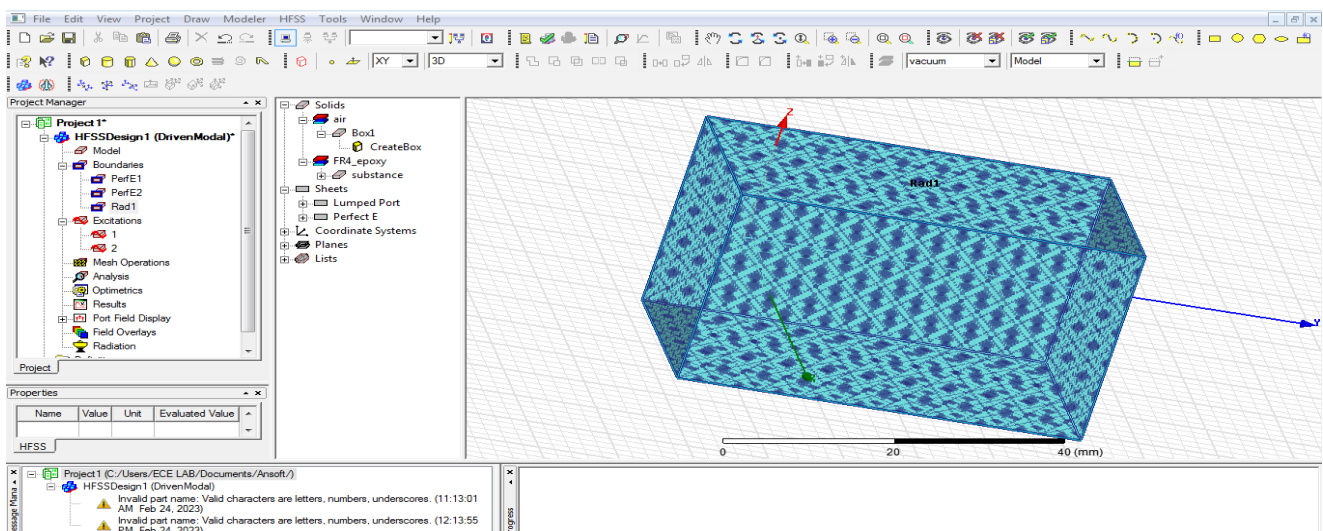 File Edit View Project Draw Modeler HFSS Tools Window Help
XY 3D vacuum Model
Project Manager
Project1*
HFSSDesign1 (DrivenModal)*
Model
Boundaries
PerfE1
PerfE2
Rad1
Excitations
1
2
Mesh Operations
Analysis
Optimetrics
Results
Port Field Display
Field Overlays
Radiation
Project
Solids
air
Box1
CreateBox
FR4_epoxy
substance
Sheets
Lumped Port
Perfect E
Coordinate Systems
Planes
Lists
Z
Rad1
Y
0 20 40 (mm)
Properties
Name Value Unit Evaluated Value
HFSS
Project1 (C:/Users/ECE LAB/Documents/Ansoft/)
HFSSDesign1 (DrivenModal)
Invalid part name: Valid characters are letters, numbers, underscores. (11:13:01
AM Feb 24, 2023)
Invalid part name: Valid characters are letters, numbers, underscores. (12:13:55
PM Feb 24, 2023)